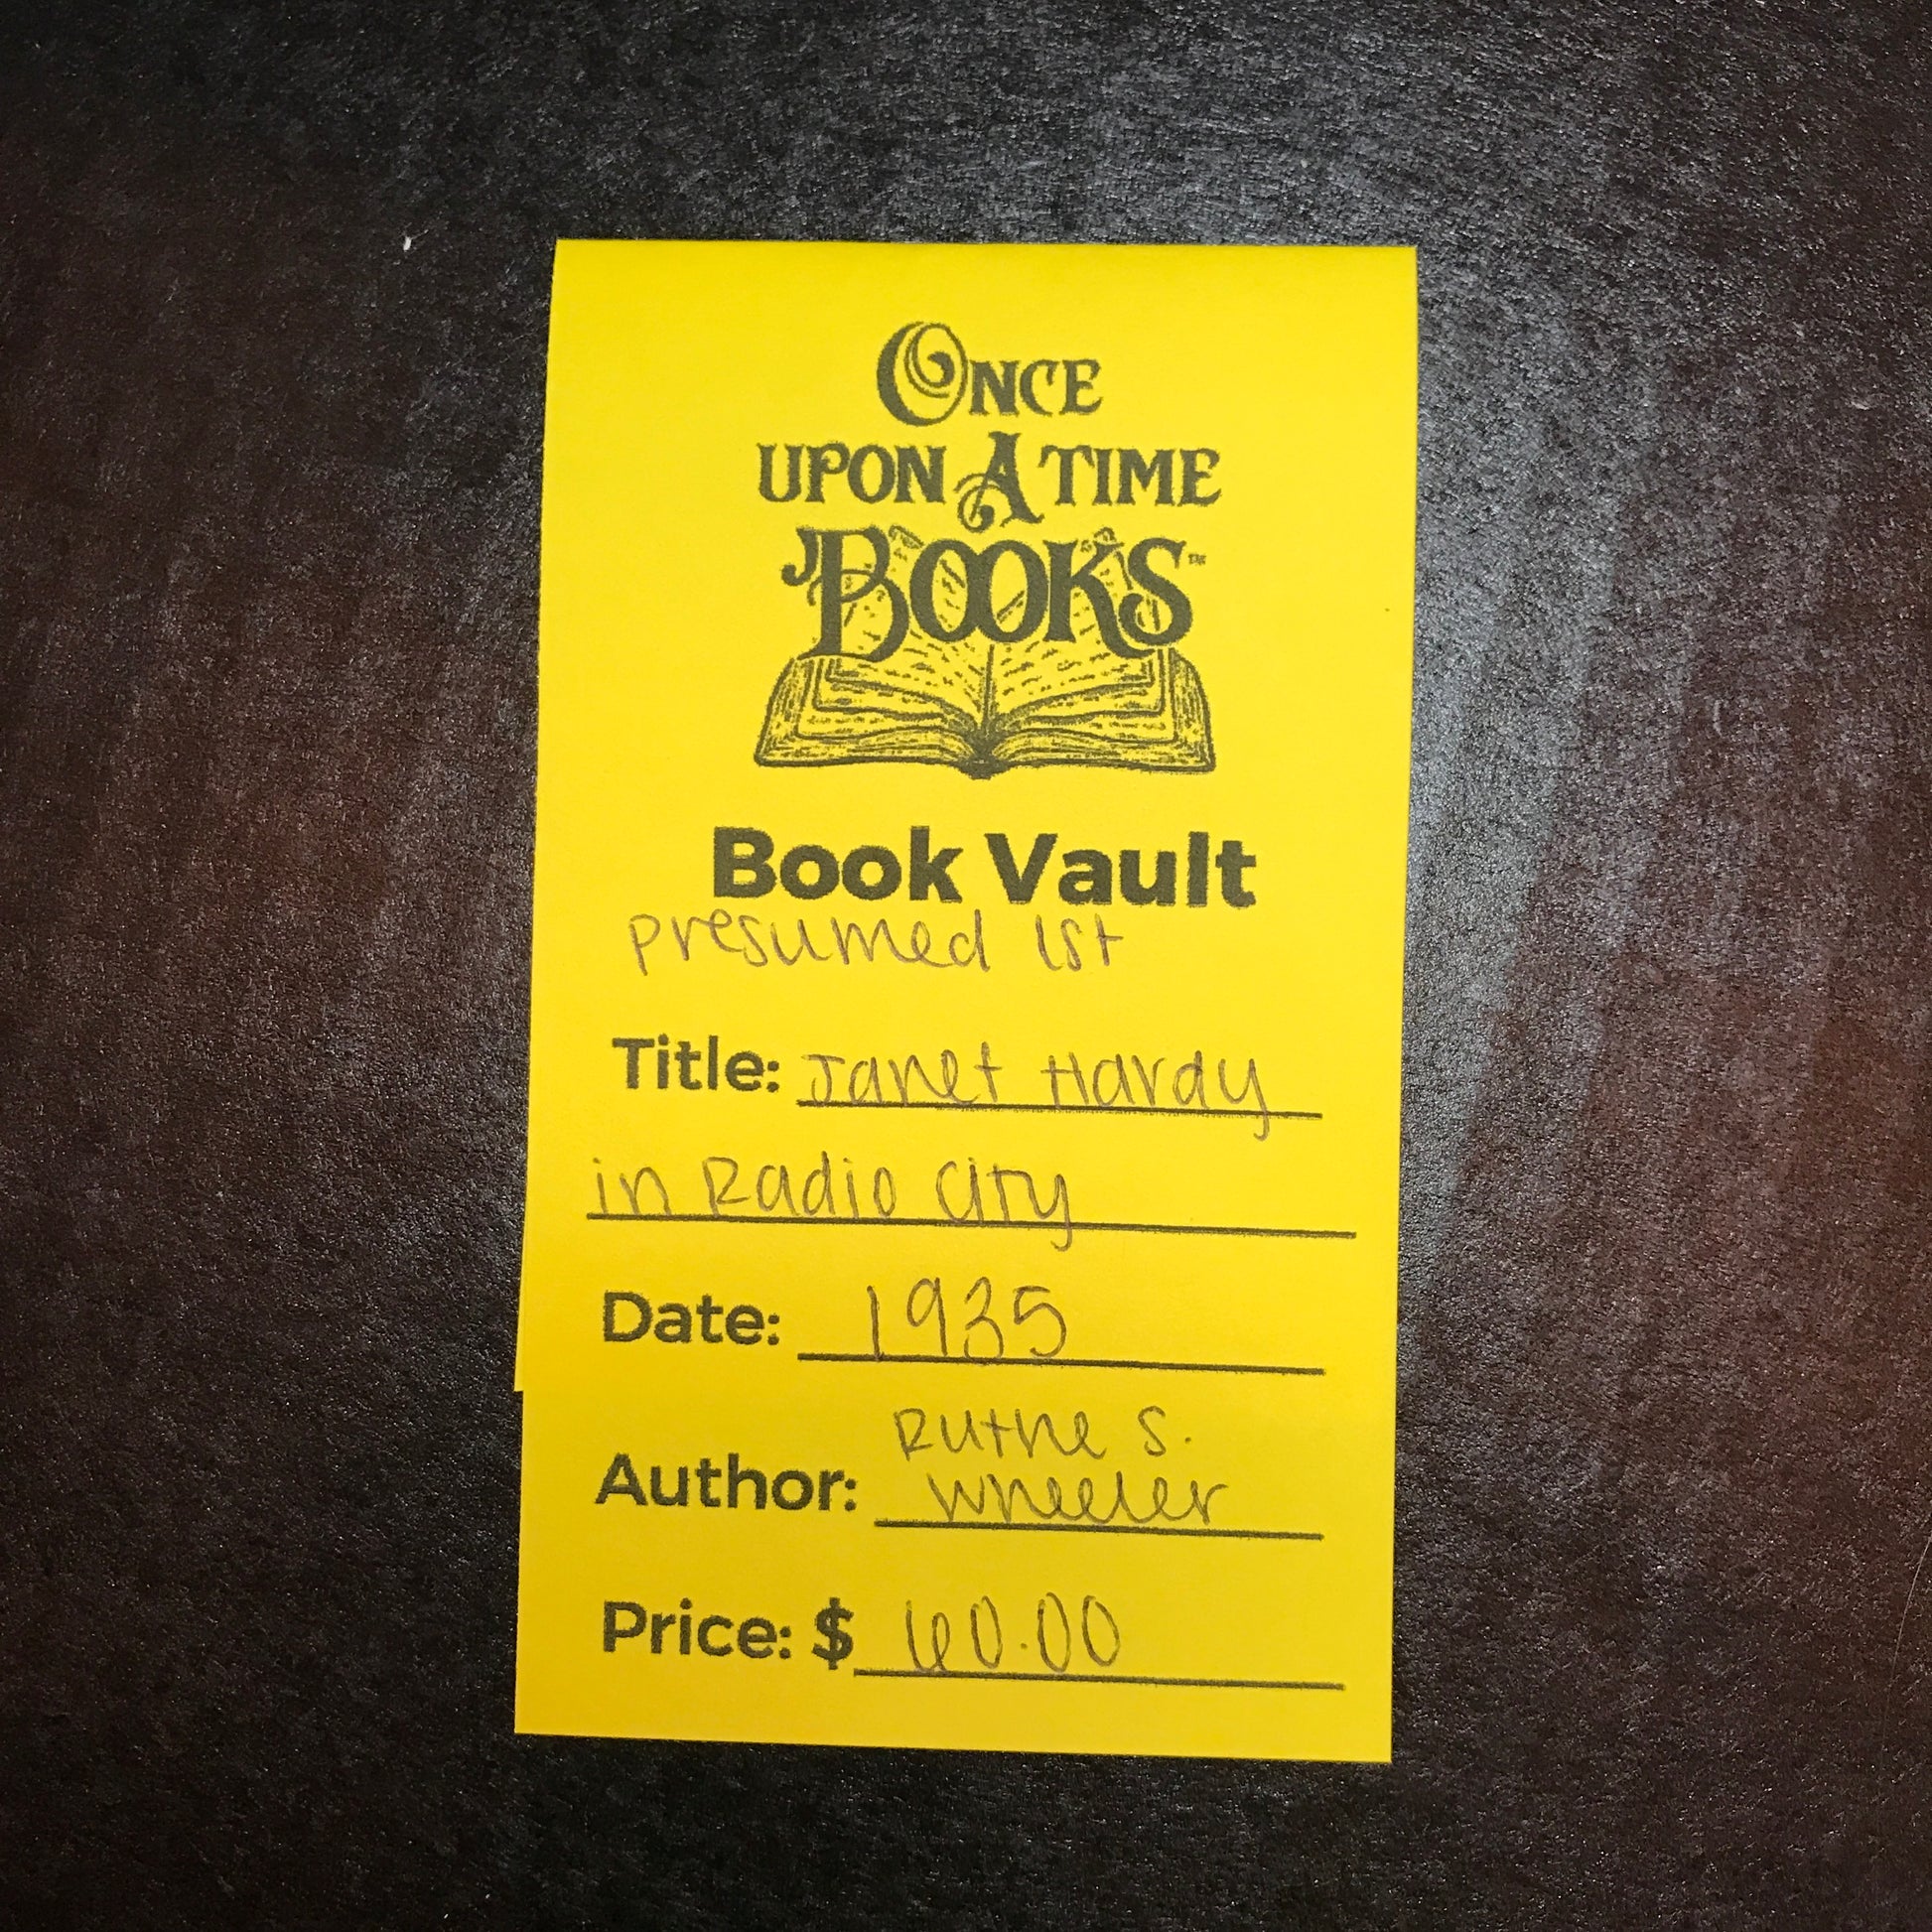 ONCE
UPON A TIME
BOOKS™
Book Vault
presumed 1st
Title: Janet Hardy
in Radio City
Date: 1935
Ruthe S.
Author: Wheeler
Price: $ 60.00